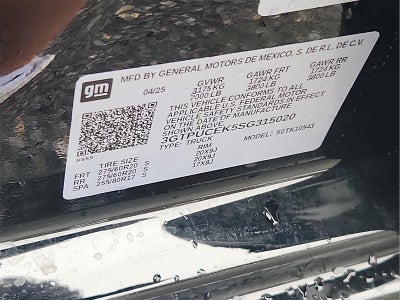 gm
MFD BY GENERAL MOTORS DE MEXICO, S. DE R.L. DE C.V.
04/25 GVWR GAWR FRT GAWR RR
3175 KG 1724 KG 1724 KG
7000 LB 3800 LB 3800 LB
THIS VEHICLE CONFORMS TO ALL
APPLICABLE U.S. FEDERAL MOTOR
VEHICLE SAFETY STANDARDS IN EFFECT
ON THE DATE OF MANUFACTURE
SHOWN ABOVE.
3GTPUCEK5SG315020
TYPE: TRUCK MODEL: 50TK10543
TIRE SIZE RIM
FRT 275/60R20 S 20X9J
RR 275/60R20 S 20X9J
SPA 255/80R17 S 17X8J